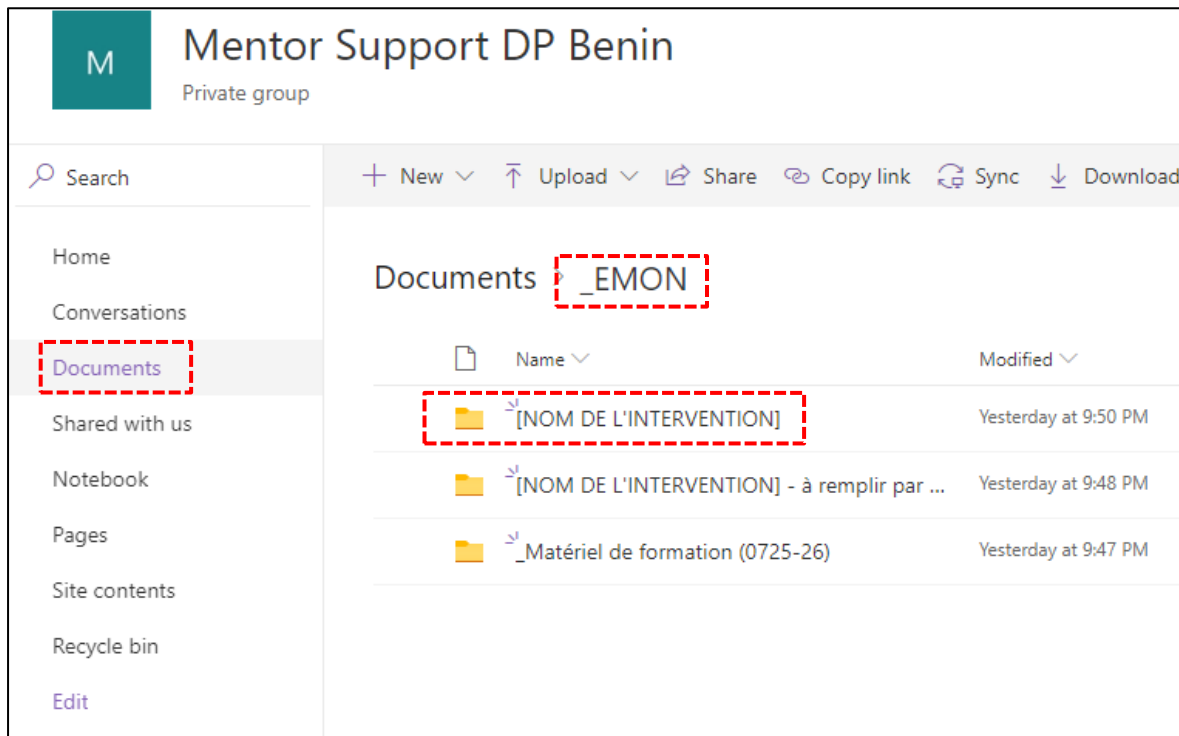 M
Mentor Support DP Benin
Private group
Search
New Upload Share Copy link Sync Download
Home
Conversations
Documents
Shared with us
Notebook
Pages
Site contents
Recycle bin
Edit
Documents > _EMON
Name Modified
[NOM DE L'INTERVENTION] Yesterday at 9:50 PM
[NOM DE L'INTERVENTION] - à remplir par ... Yesterday at 9:48 PM
_Matériel de formation (0725-26) Yesterday at 9:47 PM